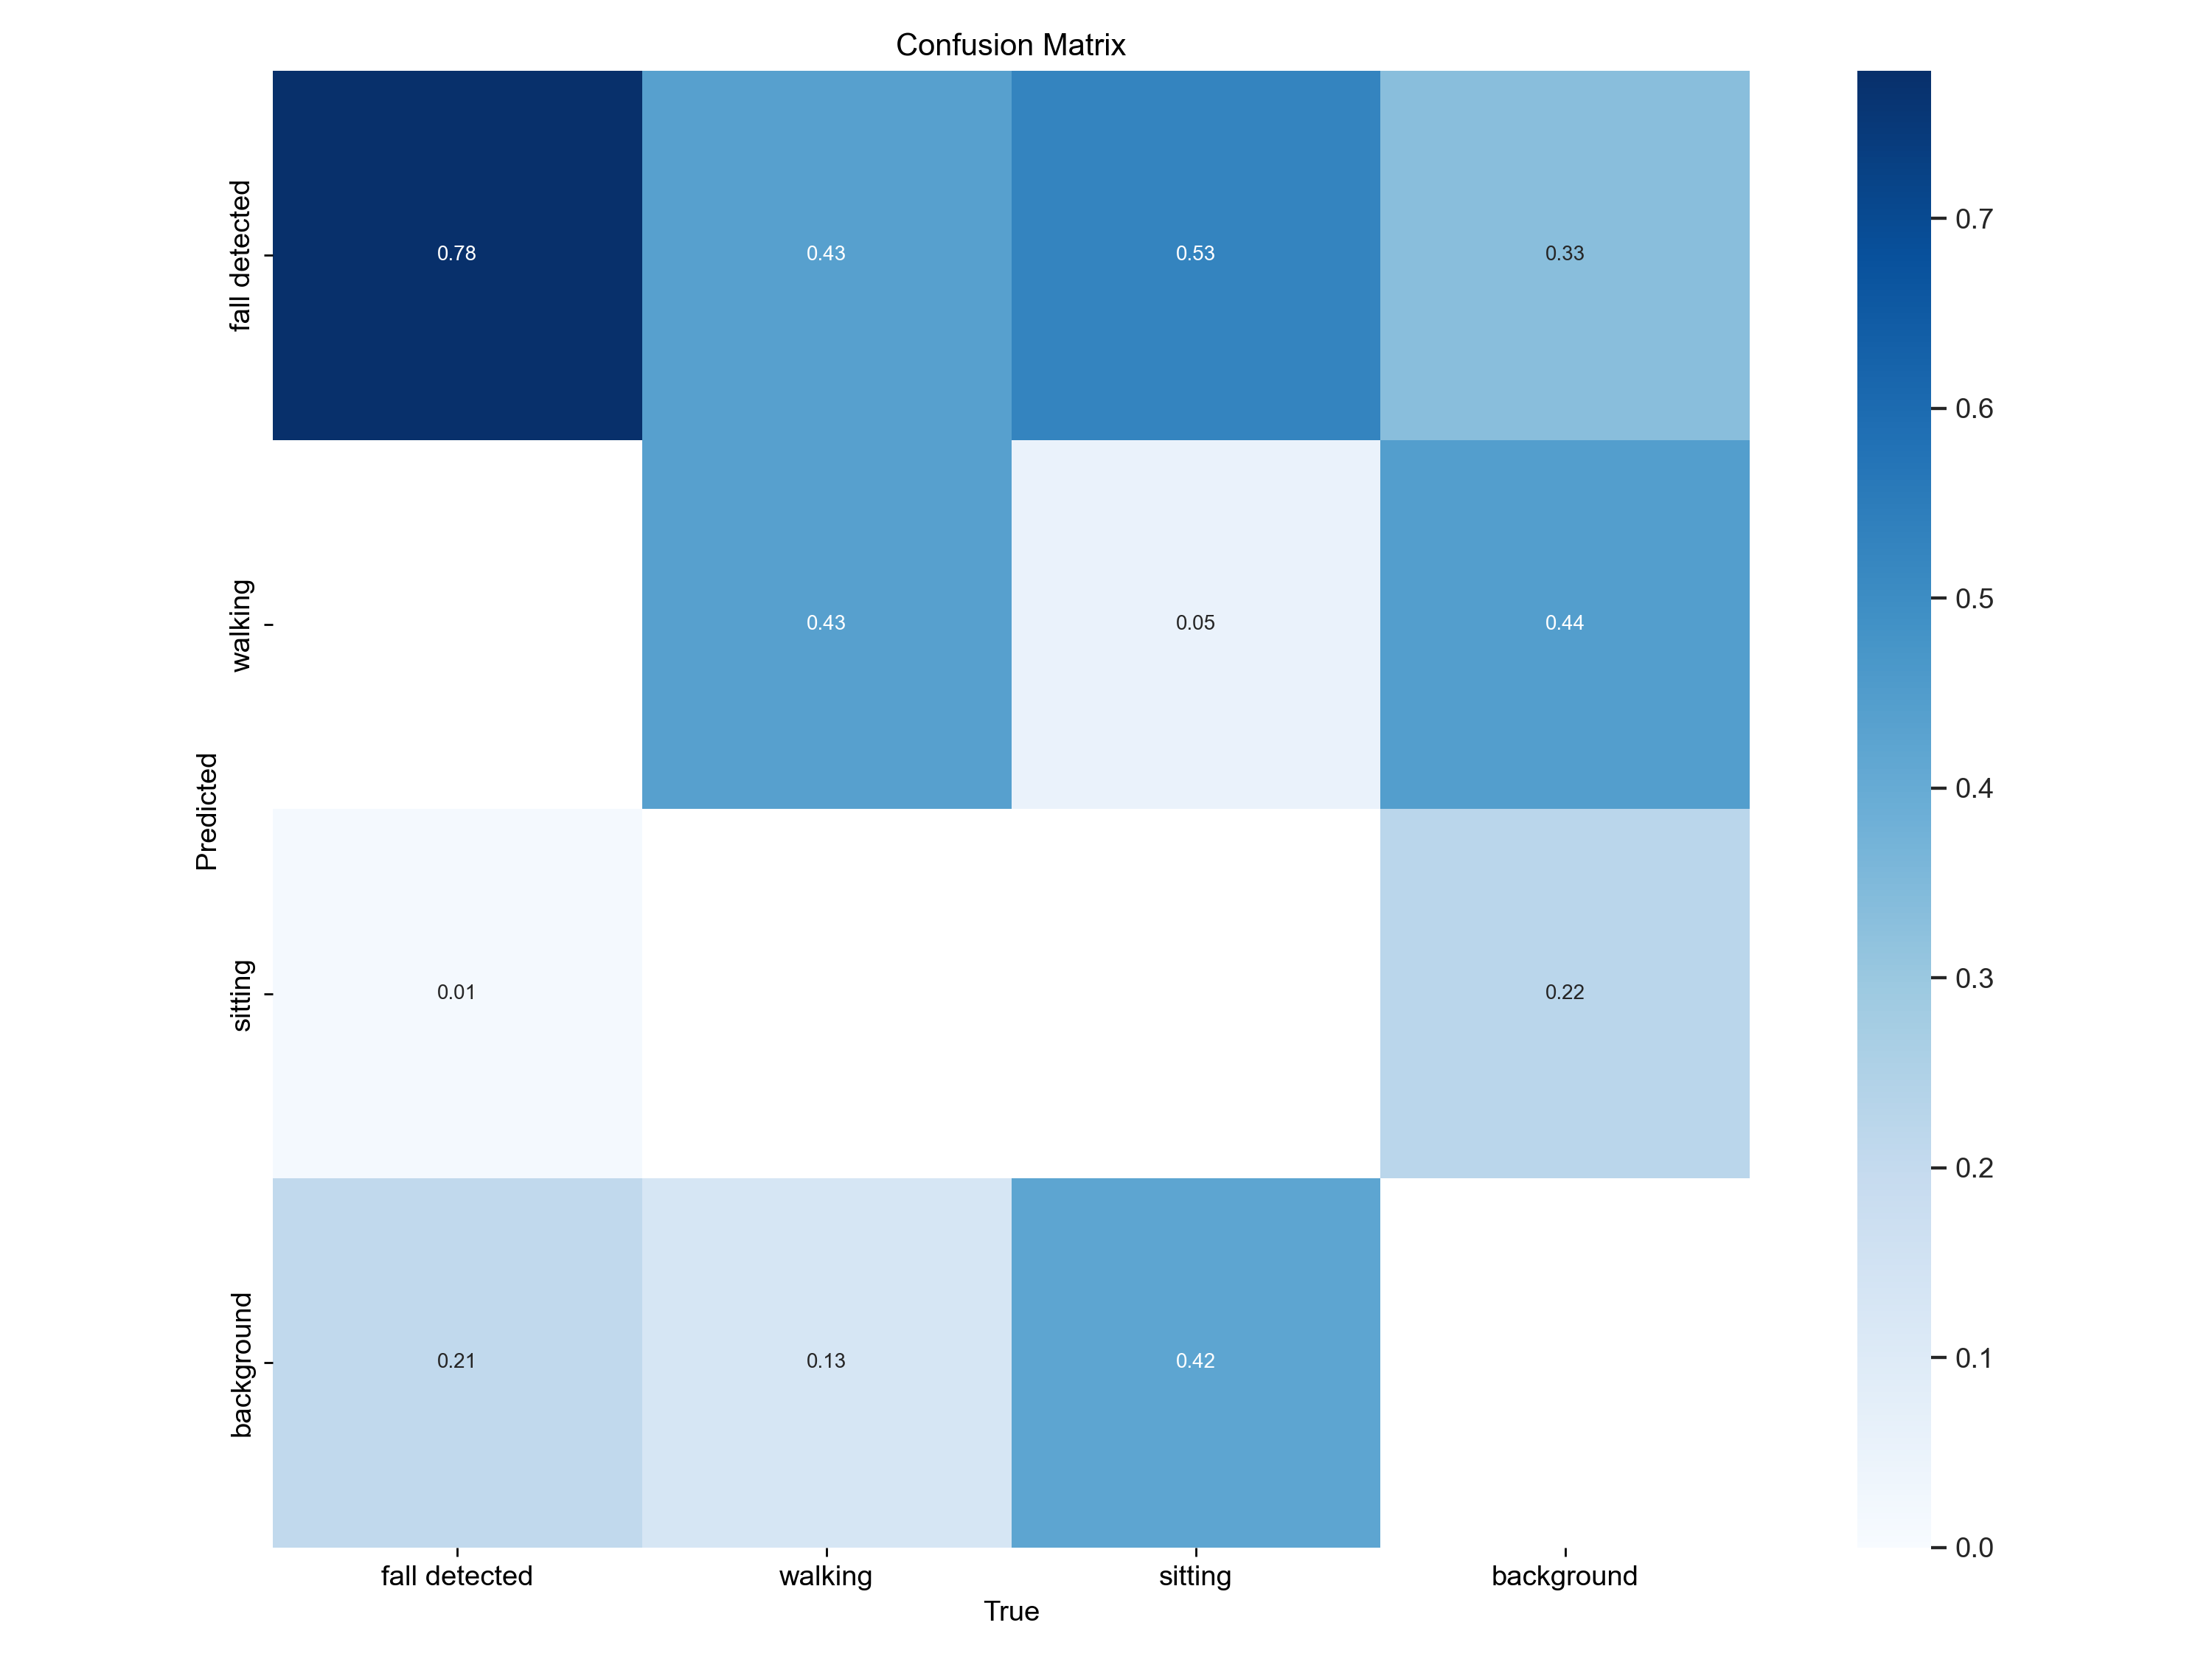 Confusion Matrix
fall detected
0.78
0.43
0.53
0.33
walking
0.43
0.05
0.44
sitting
0.01
0.22
background
0.21
0.13
0.42
Predicted
fall detected
walking
sitting
background
True
0.7
0.6
0.5
0.4
0.3
0.2
0.1
0.0